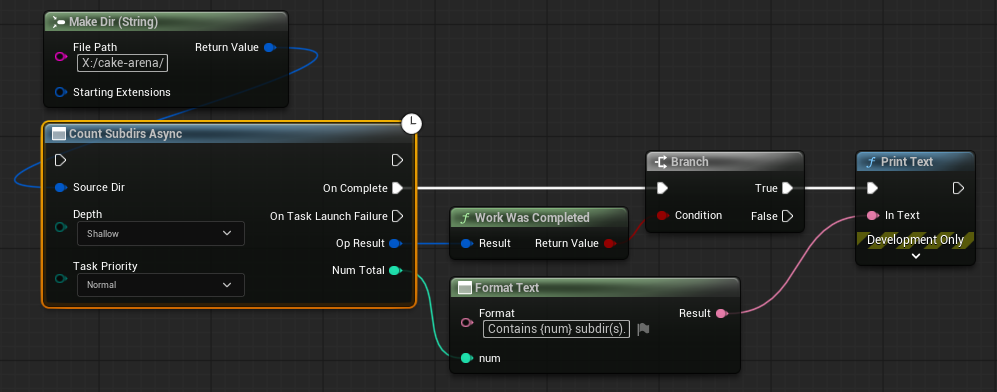 Make Dir (String)
File Path
Return Value
X:/cake-arena/
Starting Extensions
Count Subdirs Async
Source Dir
On Complete
Depth
On Task Launch Failure
Shallow
Op Result
Task Priority
Num Total
Normal
Work Was Completed
Result
Return Value
Format Text
Format
Result
Contains {num} subdir(s).
num
Branch
True
Condition
False
Print Text
In Text
Development Only